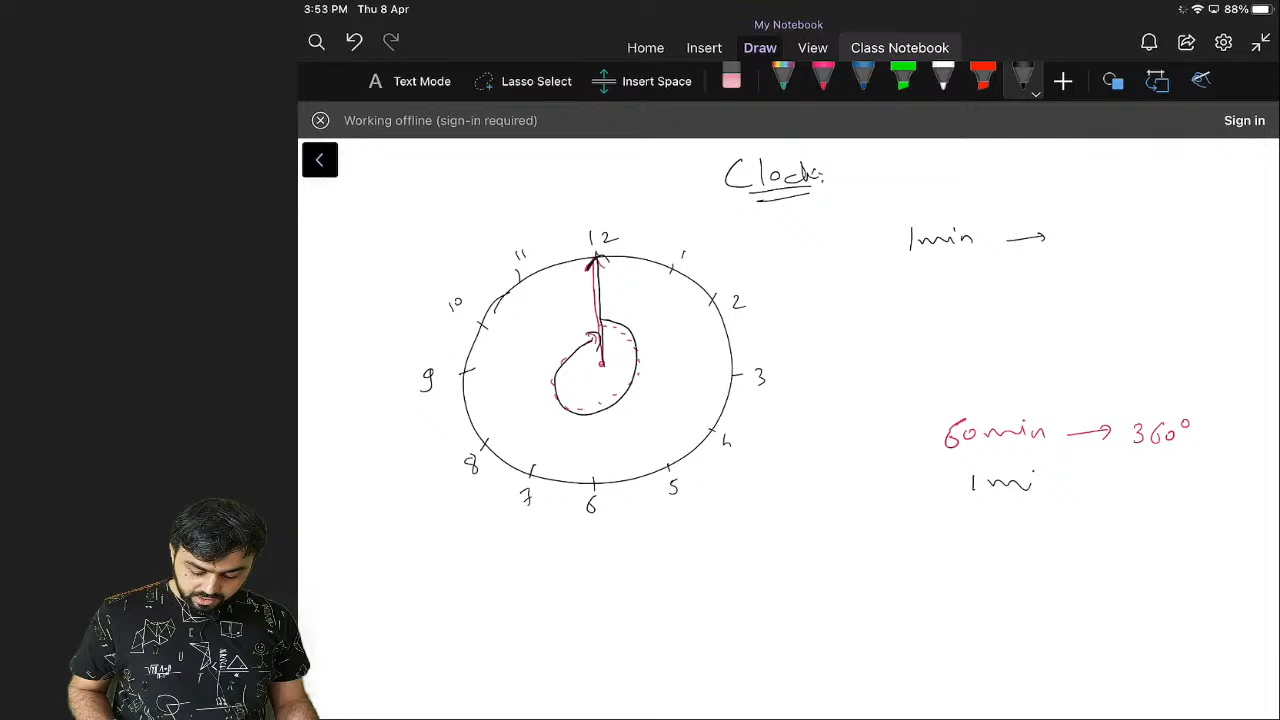 3:53 PM Thu 8 Apr
88%
My Notebook
Home Insert Draw View Class Notebook
Text Mode Lasso Select Insert Space
Working offline (sign-in required) Sign in
Clock:
1min →
12
11 1
10 2
9 3
8 4
7 5
6
60min → 360°
1 mi